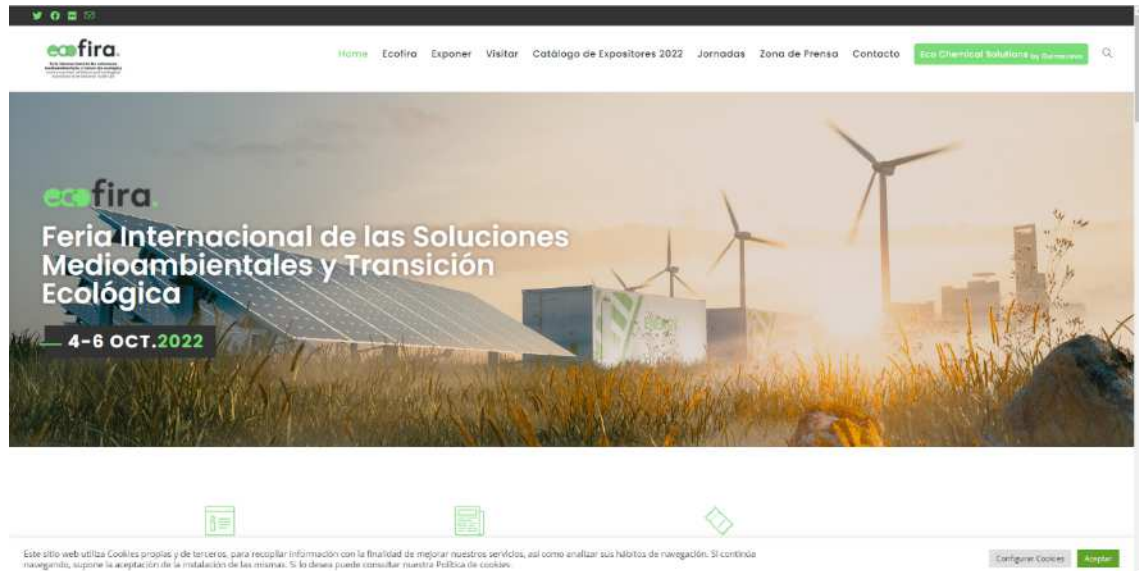 ecofira.
Home Ecofira Exponer Visitar Catálogo de Expositores 2022 Jornadas Zona de Prensa Contacto Eco Chemical Solutions by
ecofira.
Feria Internacional de las Soluciones
Medioambientales y Transición
Ecológica
4-6 OCT.2022
Este sitio web utiliza Cookies propias y de terceros, para recopilar información con la finalidad de mejorar nuestros servicios, así como analizar sus hábitos de navegación. Si continua
navegando, supone la aceptación de la instalación de las mismas. Si lo desea puede consultar nuestra Política de cookies.
Configurar Cookies Aceptar